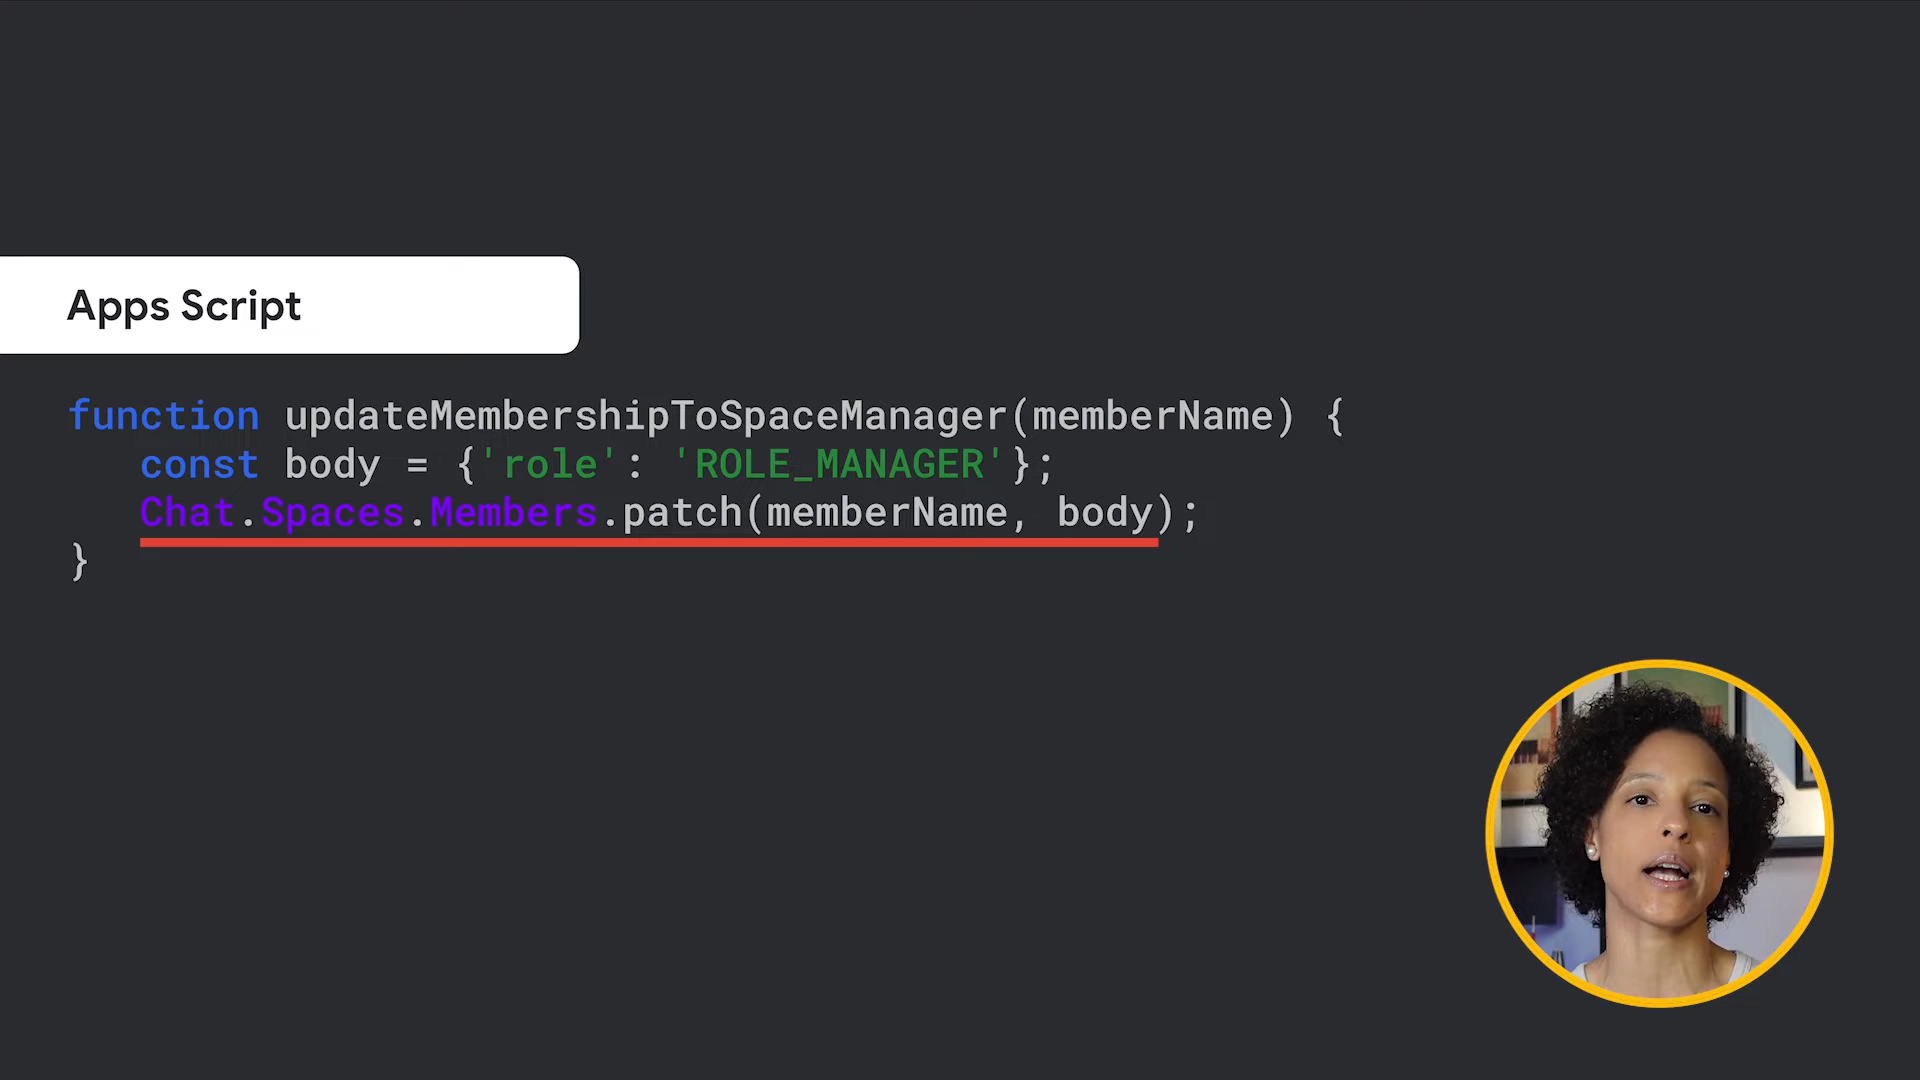 Apps Script
function updateMembershipToSpaceManager(memberName) {
const body = {'role': 'ROLE_MANAGER'};
Chat.Spaces.Members.patch(memberName, body);
}